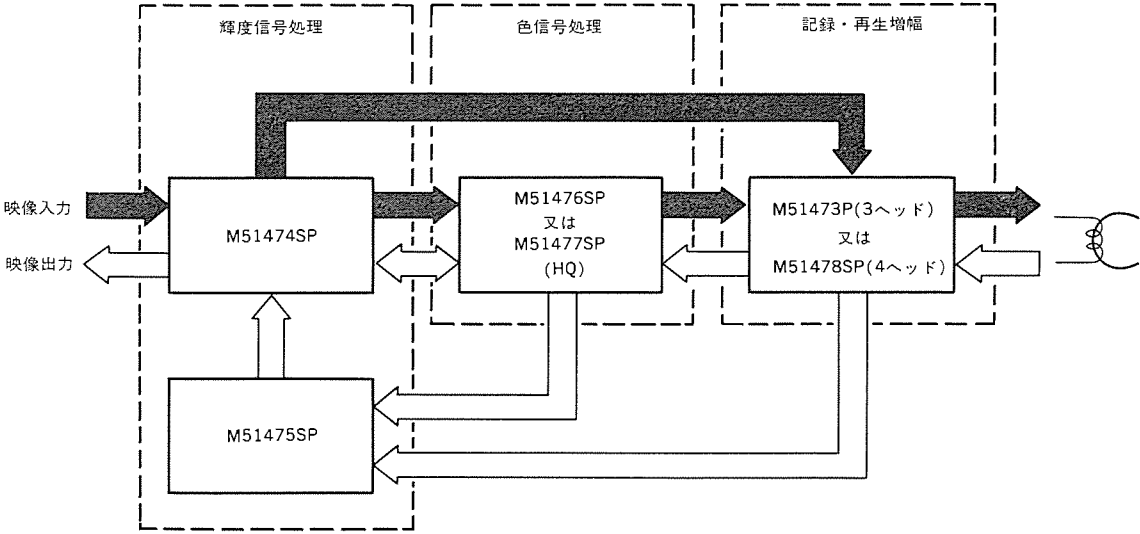 輝度信号処理
色信号処理
記録・再生増幅
映像入力
映像出力
M51474SP
M51476SP
又は
M51477SP
(HQ)
M51473P(3ヘッド)
又は
M51478SP(4ヘッド)
M51475SP